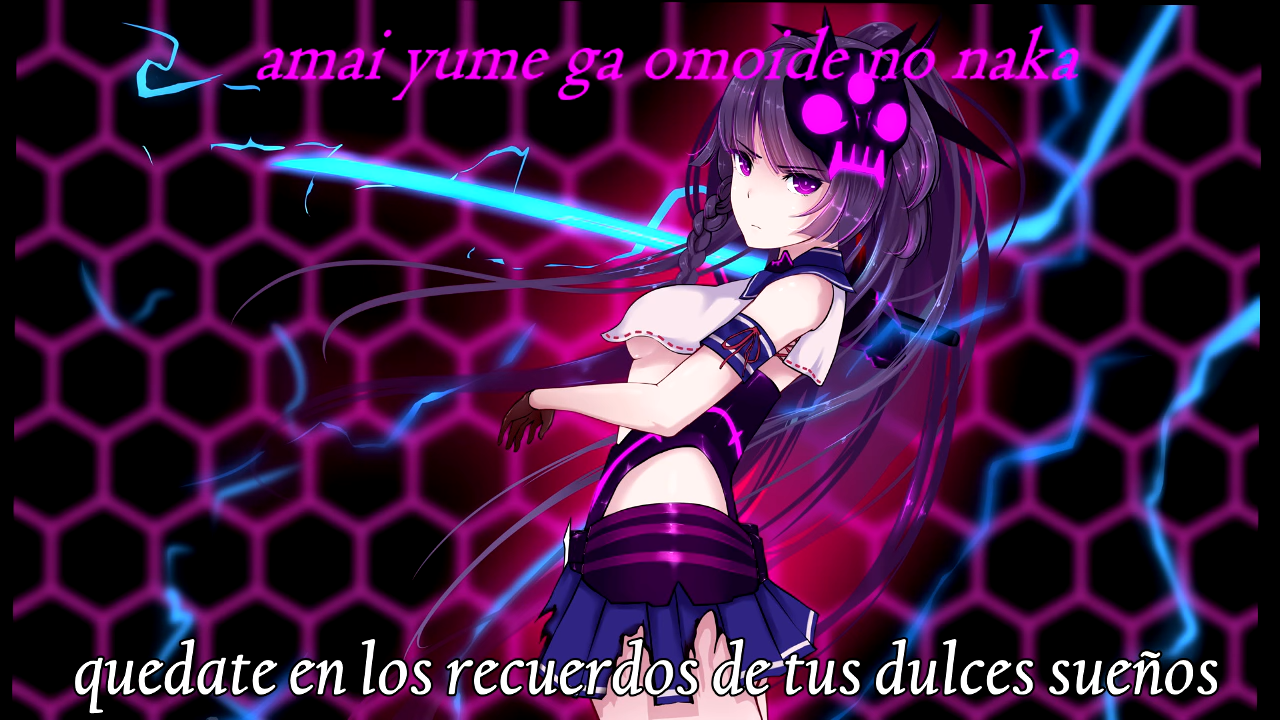 amai yume ga omoide no naka
quedate en los recuerdos de tus dulces sueños